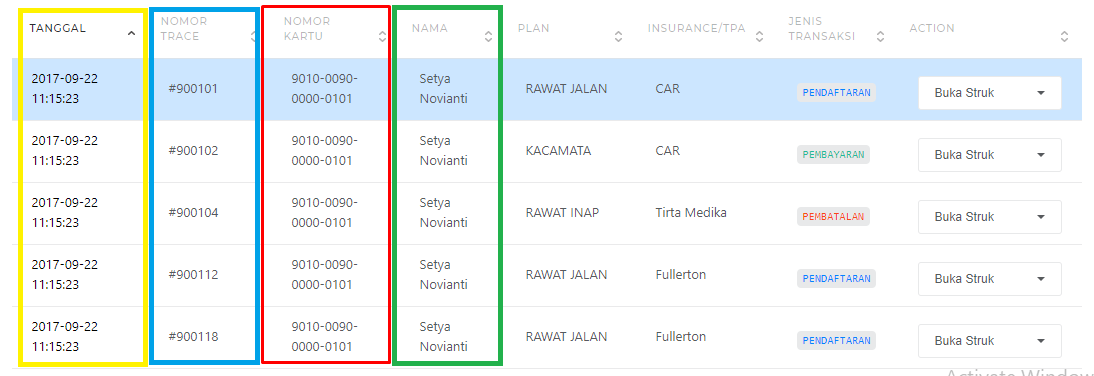 TANGGAL
NOMOR
TRACE
NOMOR
KARTU
NAMA
PLAN
INSURANCE/TPA
JENIS
TRANSAKSI
ACTION
2017-09-22
11:15:23
#900101
9010-0090-
0000-0101
Setya
Novianti
RAWAT JALAN
CAR
PENDAFTARAN
Buka Struk
2017-09-22
11:15:23
#900102
9010-0090-
0000-0101
Setya
Novianti
KACAMATA
CAR
PEMBAYARAN
Buka Struk
2017-09-22
11:15:23
#900104
9010-0090-
0000-0101
Setya
Novianti
RAWAT INAP
Tirta Medika
PEMBATALAN
Buka Struk
2017-09-22
11:15:23
#900112
9010-0090-
0000-0101
Setya
Novianti
RAWAT JALAN
Fullerton
PENDAFTARAN
Buka Struk
2017-09-22
11:15:23
#900118
9010-0090-
0000-0101
Setya
Novianti
RAWAT JALAN
Fullerton
PENDAFTARAN
Buka Struk
Activate Window